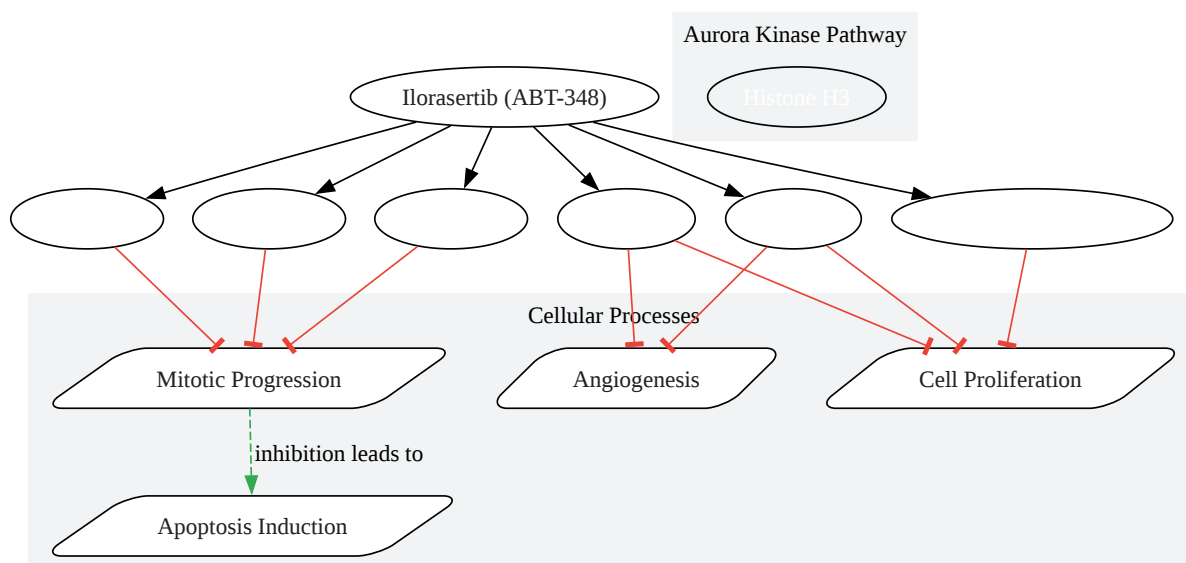 Aurora Kinase Pathway
Ilorasertib (ABT-348)
Histone H3
Cellular Processes
Mitotic Progression
Angiogenesis
Cell Proliferation
inhibition leads to
Apoptosis Induction